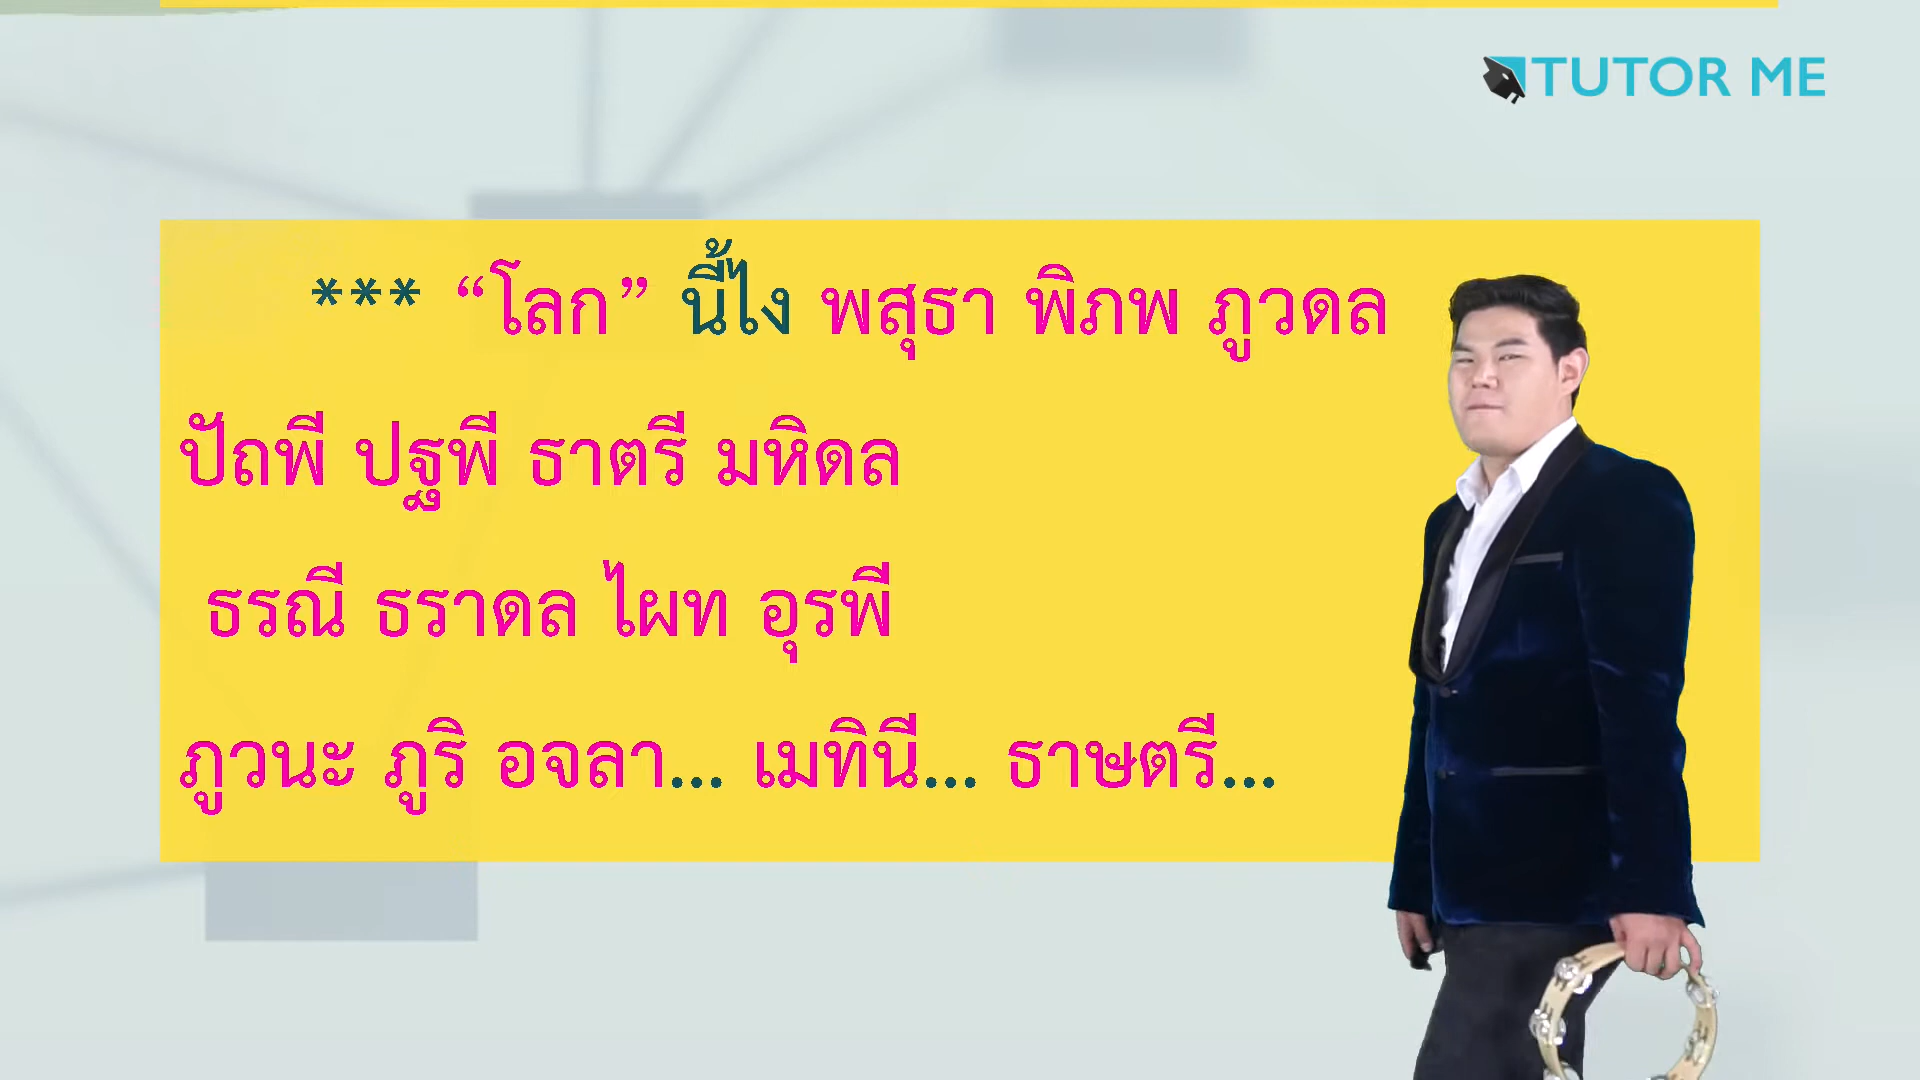 TUTOR ME
*** “โลก” นี้ไง พสุธา พิภพ ภูวดล
ปัถพี ปฐพี ธาตรี มหิดล
ธรณี ธราดล ไผท อุรพี
ภูวนะ ภูริ อจลา... เมทินี... ธาษตรี...